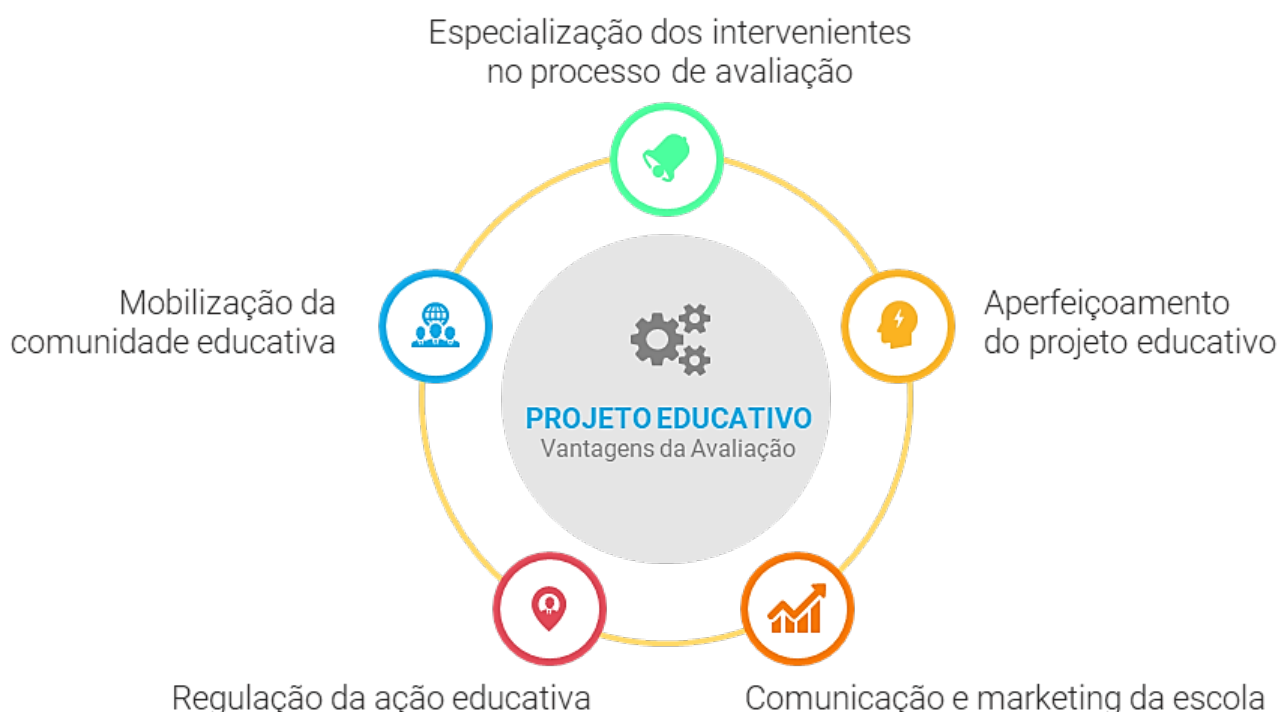 Especialização dos intervenientes
no processo de avaliação
Mobilização da
comunidade educativa
Aperfeiçoamento
do projeto educativo
PROJETO EDUCATIVO
Vantagens da Avaliação
Regulação da ação educativa
Comunicação e marketing da escola